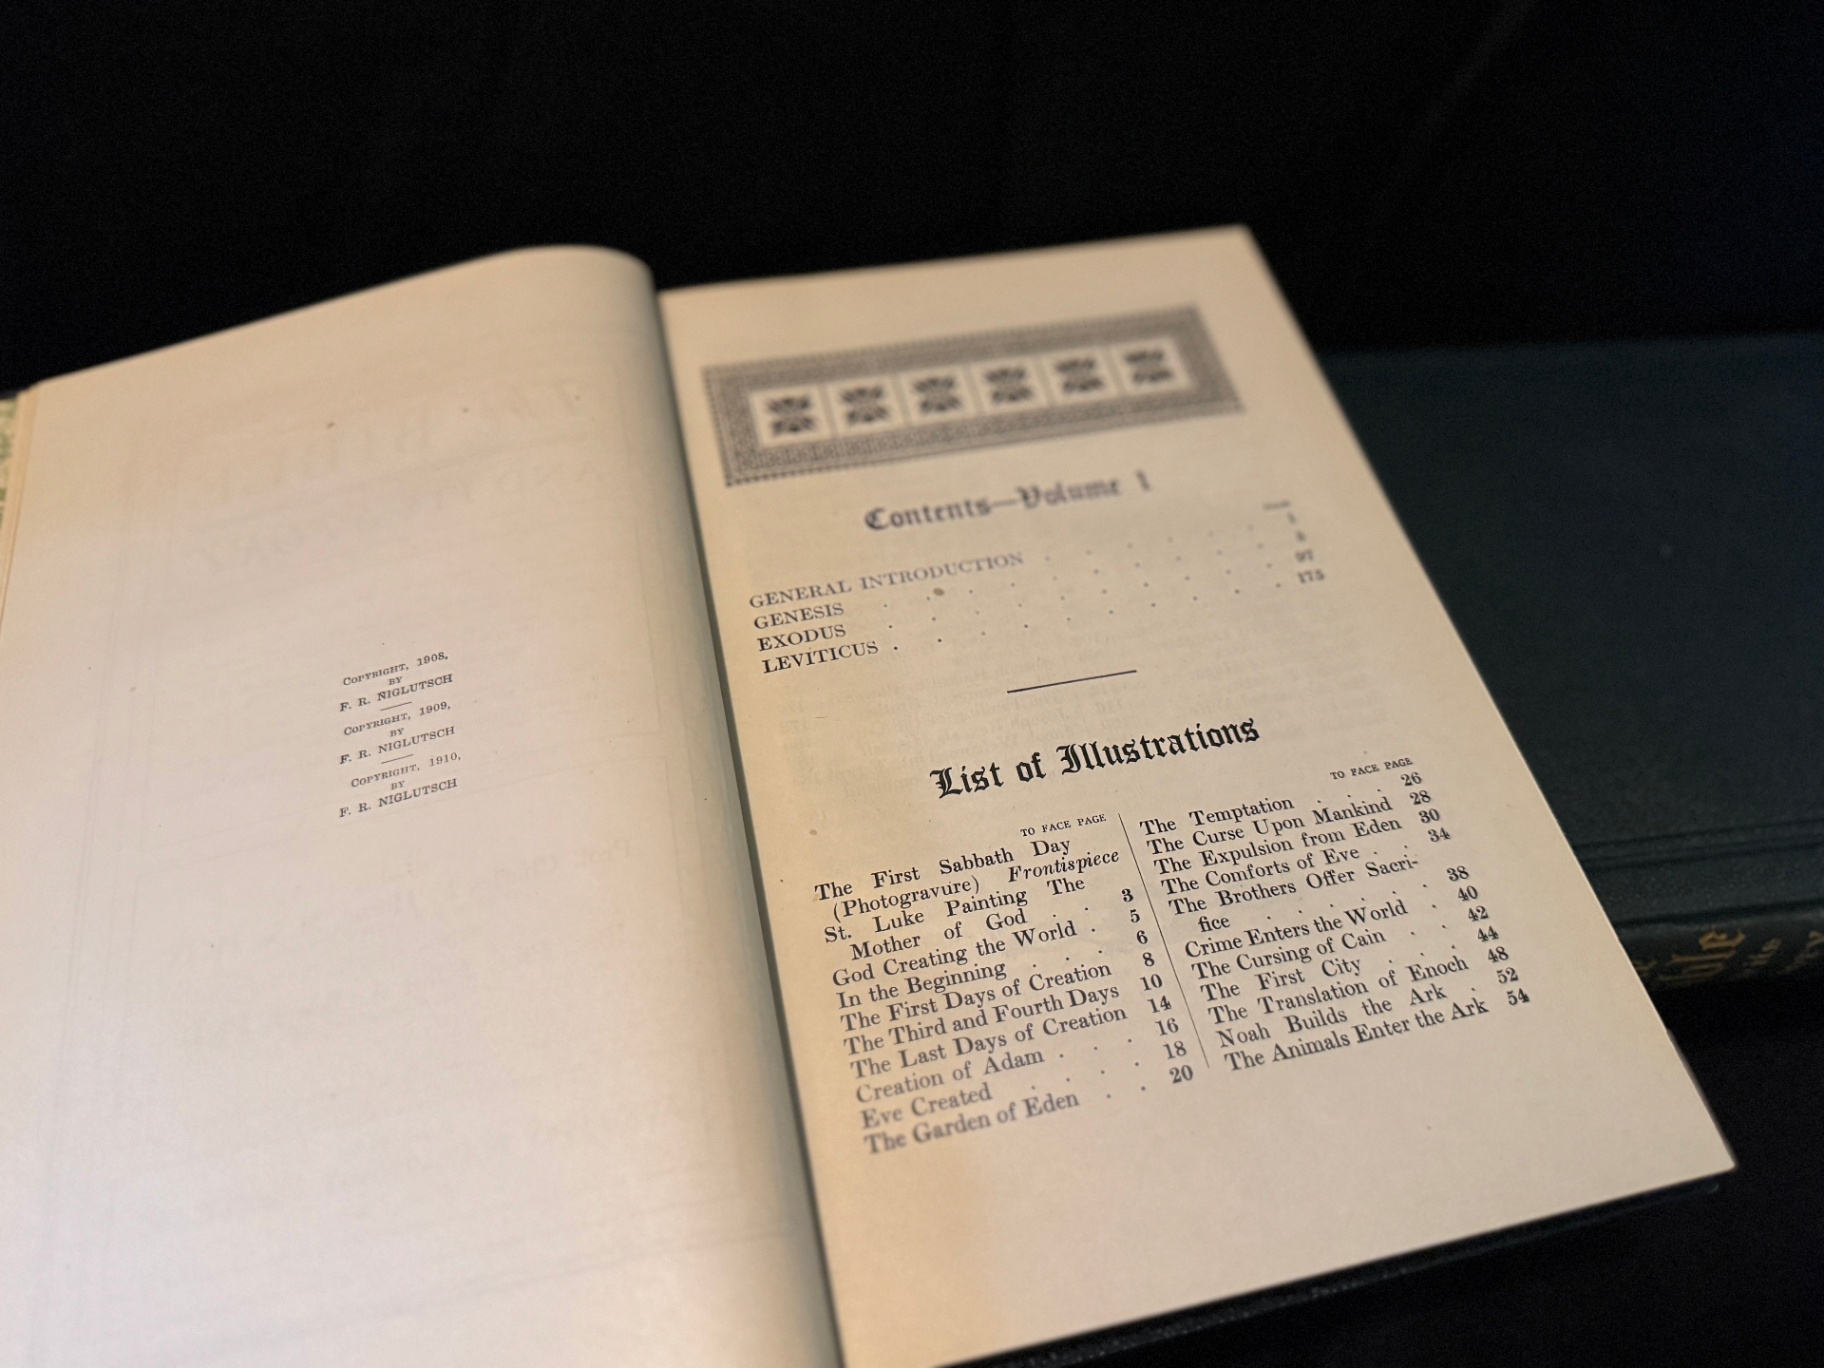 COPYRIGHT, 1908,
BY
F. R. NIGLUTSCH
COPYRIGHT, 1909,
BY
F. R. NIGLUTSCH
COPYRIGHT, 1910,
BY
F. R. NIGLUTSCH
Contents—Volume 1
GENERAL INTRODUCTION . . . . 1
GENESIS . . . . . . 5
EXODUS . . . . . . 97
LEVITICUS . . . . . . . 175
List of Illustrations
TO FACE PAGE
The First Sabbath Day
(Photogravure) Frontispiece
St. Luke Painting The
Mother of God . . 3
God Creating the World . 5
In the Beginning . . . 6
The First Days of Creation 8
The Third and Fourth Days 10
The Last Days of Creation 14
Creation of Adam . . . 16
Eve Created . . . . 18
The Garden of Eden . . 20
TO FACE PAGE
The Temptation . . . 26
The Curse Upon Mankind 28
The Expulsion from Eden 30
The Comforts of Eve . . 34
The Brothers Offer Sacri-
fice . . . . . 38
Crime Enters the World . 40
The Cursing of Cain . . 42
The First City . . . 44
The Translation of Enoch 48
Noah Builds the Ark . 52
The Animals Enter the Ark 54